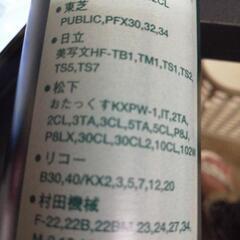 2CL
•東芝
PUBLIC,PFX30,32,34
•日立
美写文HF-TB1,TM1,TS1,TS2,
TS5,TS7
•松下
おたっくすKXPW-1,IT,2TA,
2CL,3TA,3CL,5TA,5CL,P8J,
P8LX,30CL,30CL2,10CL,102W
•リコー
B30,40/KX2,3,5,7,12,20
•村田機械
F-22,22B,22BM,23,24,27,34,